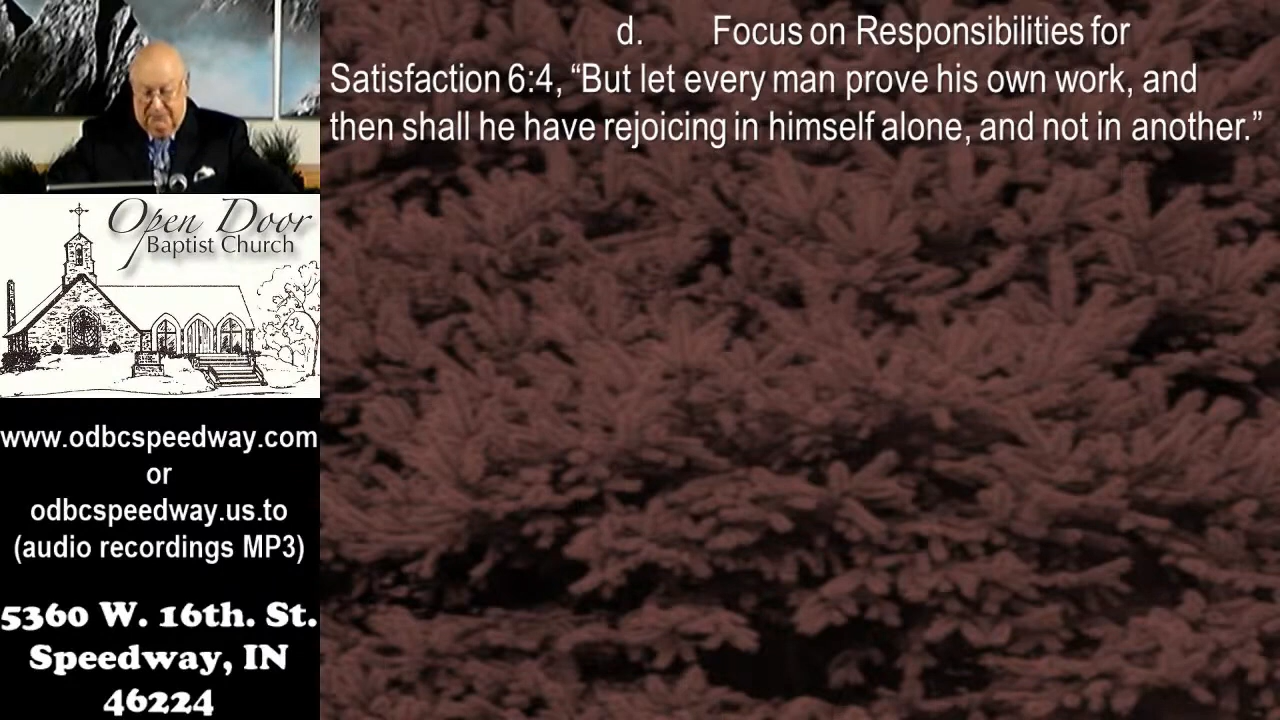 d. Focus on Responsibilities for
Satisfaction 6:4, “But let every man prove his own work, and
then shall he have rejoicing in himself alone, and not in another.”
Open Door
Baptist Church
www.odbcspeedway.com
or
odbcspeedway.us.to
(audio recordings MP3)
5360 W. 16th. St.
Speedway, IN
46224